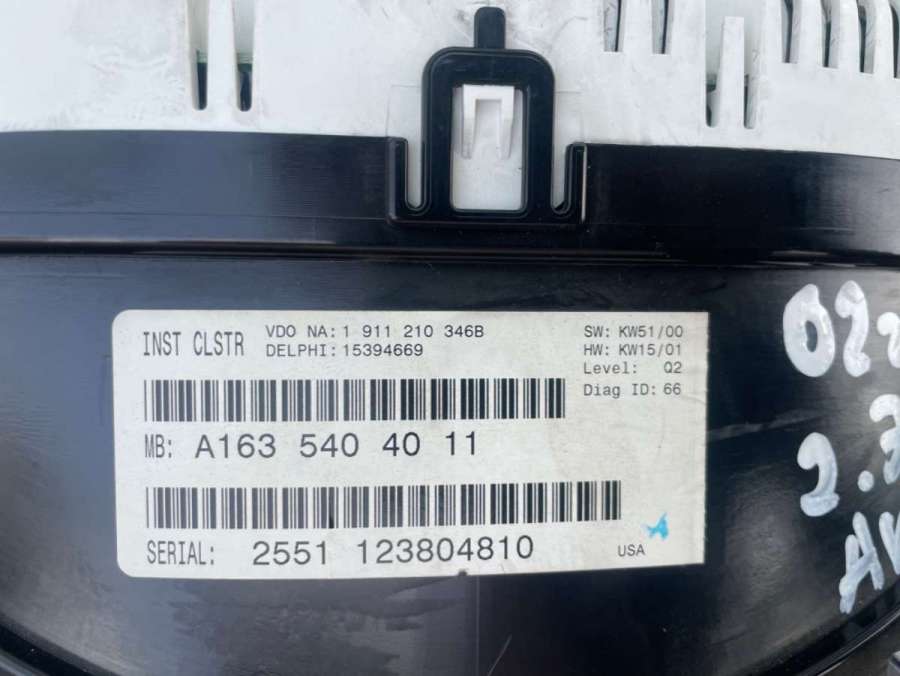 INST CLSTR
VDO NA: 1 911 210 346B
DELPHI: 15394669
SW: KW51/00
HW: KW15/01
Level: Q2
Diag ID: 66
MB: A163 540 40 11
SERIAL: 2551 123804810
USA